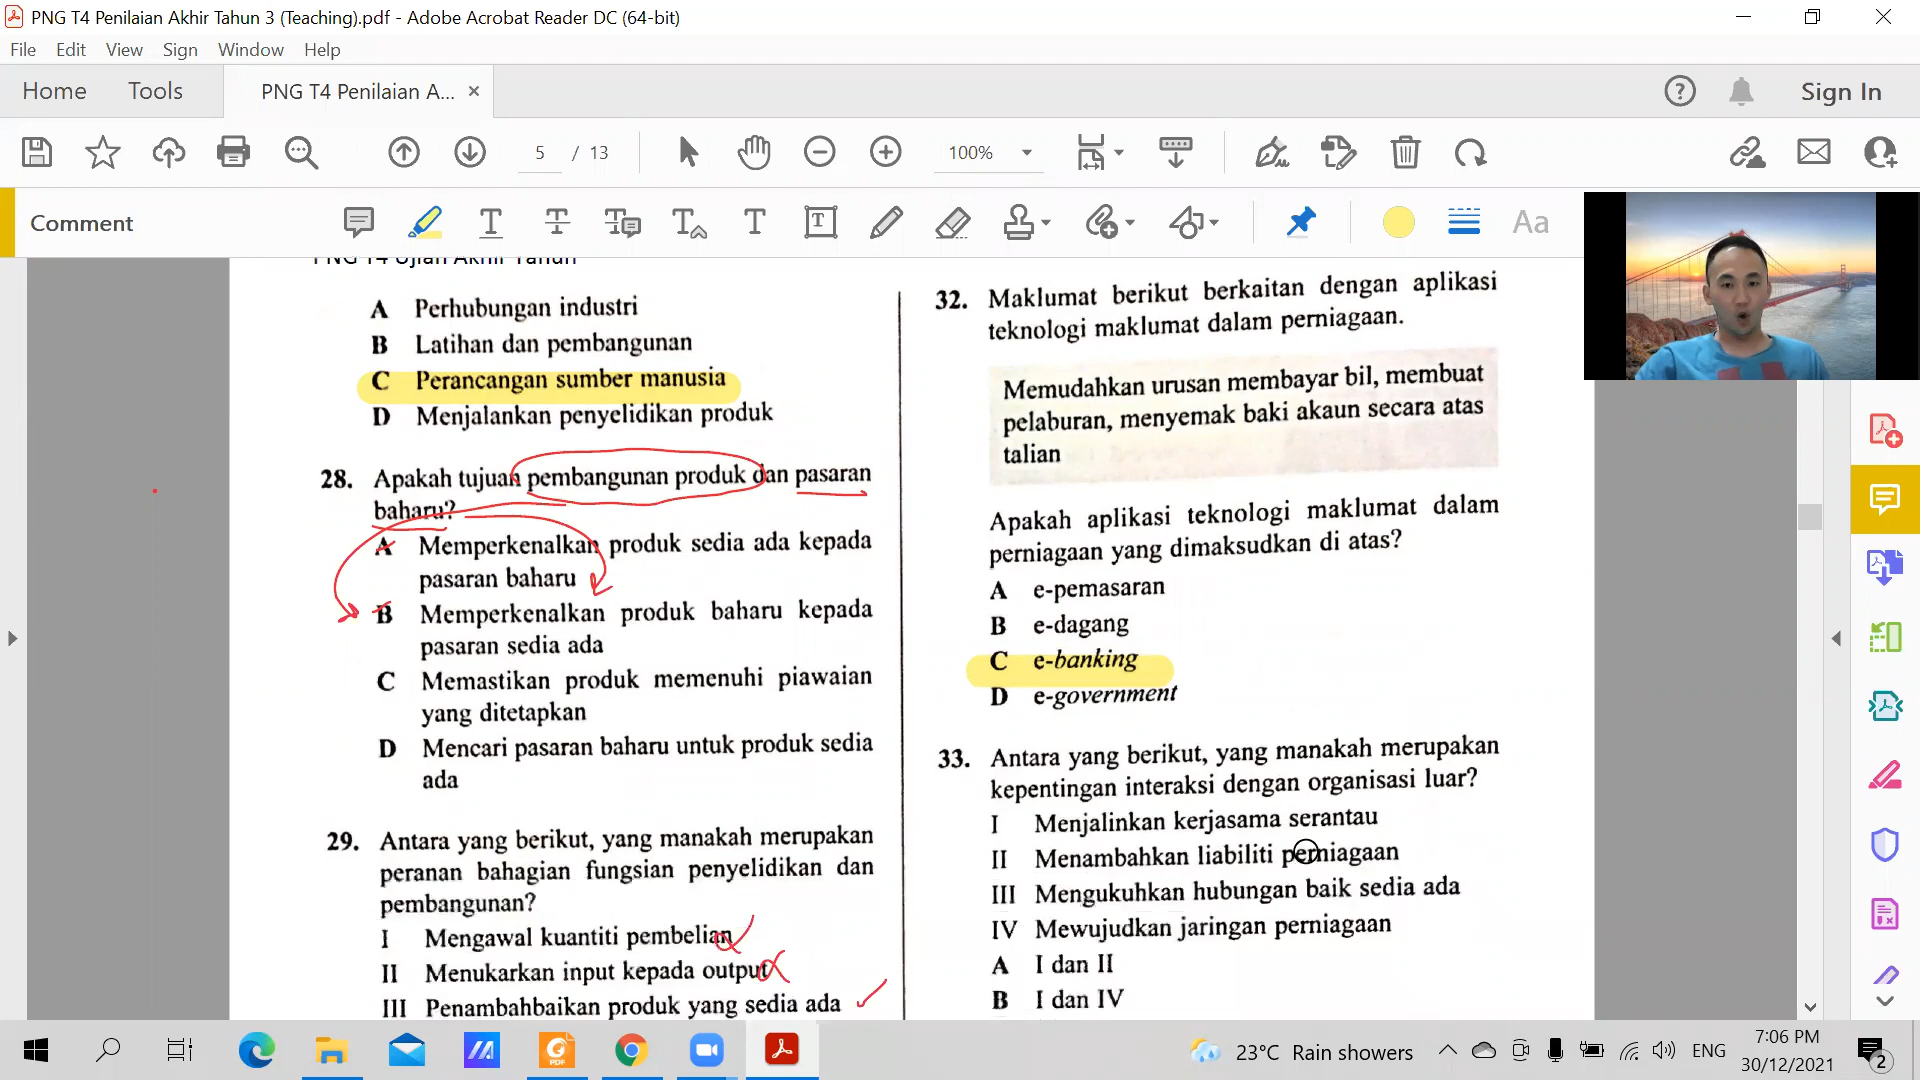 PNG T4 Penilaian Akhir Tahun 3 (Teaching).pdf - Adobe Acrobat Reader DC (64-bit)
File Edit View Sign Window Help
Home Tools PNG T4 Penilaian A... × Sign In
5 / 13 100%
Comment Aa
PNG T4 Ujian Akhir Tahun
A Perhubungan industri
B Latihan dan pembangunan
C Perancangan sumber manusia
D Menjalankan penyelidikan produk
28. Apakah tujuan pembangunan produk dan pasaran
baharu?
A Memperkenalkan produk sedia ada kepada
pasaran baharu
B Memperkenalkan produk baharu kepada
pasaran sedia ada
C Memastikan produk memenuhi piawaian
yang ditetapkan
D Mencari pasaran baharu untuk produk sedia
ada
29. Antara yang berikut, yang manakah merupakan
peranan bahagian fungsian penyelidikan dan
pembangunan?
I Mengawal kuantiti pembelian
II Menukarkan input kepada output
III Penambahbaikan produk yang sedia ada
32. Maklumat berikut berkaitan dengan aplikasi
teknologi maklumat dalam perniagaan.
Memudahkan urusan membayar bil, membuat
pelaburan, menyemak baki akaun secara atas
talian
Apakah aplikasi teknologi maklumat dalam
perniagaan yang dimaksudkan di atas?
A e-pemasaran
B e-dagang
C e-banking
D e-government
33. Antara yang berikut, yang manakah merupakan
kepentingan interaksi dengan organisasi luar?
I Menjalinkan kerjasama serantau
II Menambahkan liabiliti perniagaan
III Mengukuhkan hubungan baik sedia ada
IV Mewujudkan jaringan perniagaan
A I dan II
B I dan IV
23°C Rain showers ENG 7:06 PM
30/12/2021 2